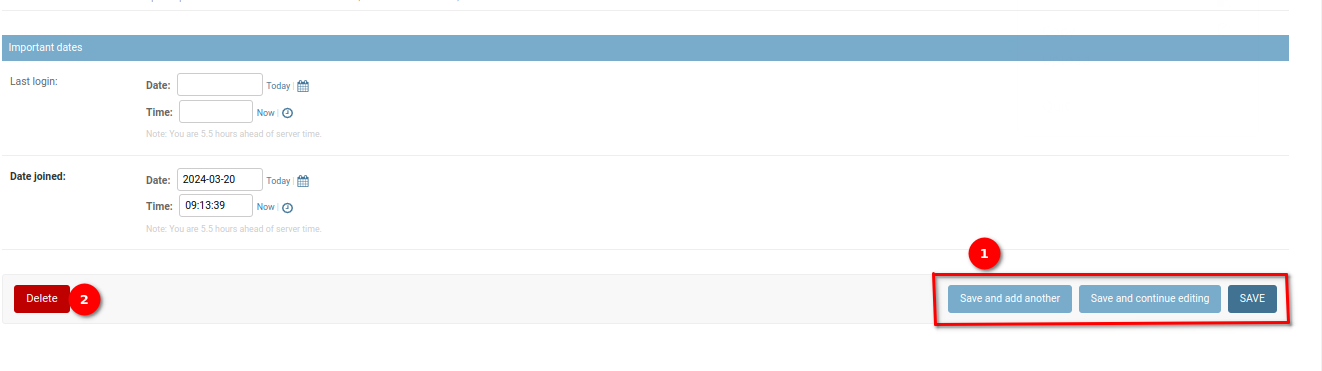 Important dates
Last login:
Date: Today
Time: Now
Note: You are 5.5 hours ahead of server time.
Date joined:
Date: 2024-03-20 Today
Time: 09:13:39 Now
Note: You are 5.5 hours ahead of server time.
1
Delete 2 Save and add another Save and continue editing SAVE